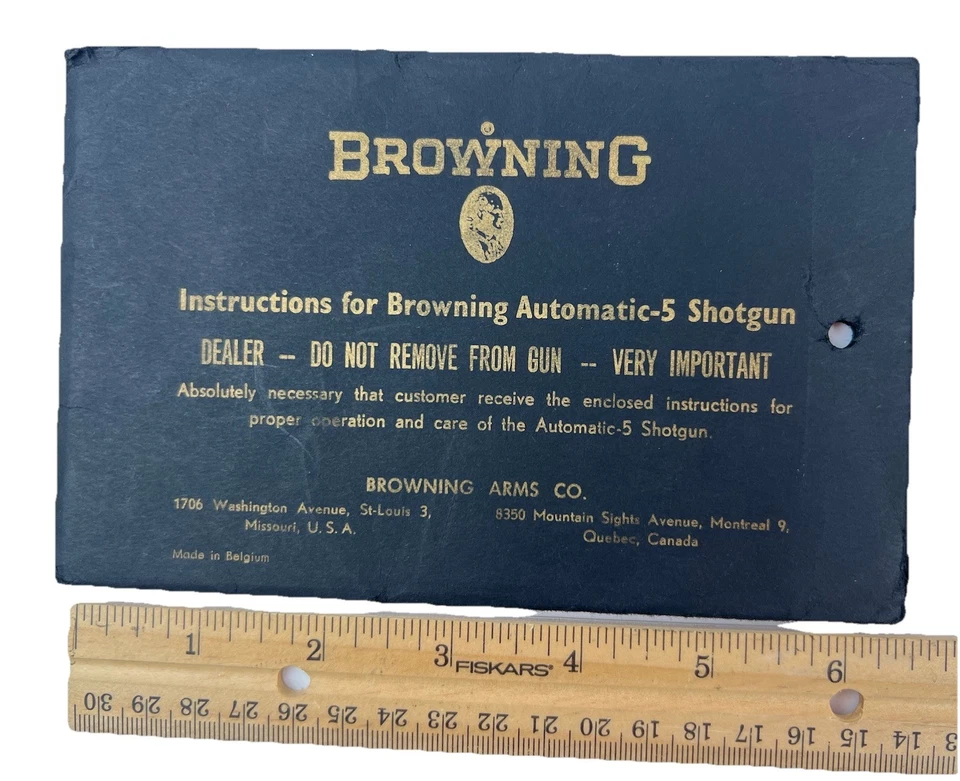 BROWNING
Instructions for Browning Automatic-5 Shotgun
DEALER -- DO NOT REMOVE FROM GUN -- VERY IMPORTANT
Absolutely necessary that customer receive the enclosed instructions for
proper operation and care of the Automatic-5 Shotgun.
BROWNING ARMS CO.
1706 Washington Avenue, St-Louis 3,
Missouri, U. S. A.
8350 Mountain Sights Avenue, Montreal 9,
Quebec, Canada
Made in Belgium
1 2 3 FISKARS® 4 5 6
30 29 28 27 26 25 24 23 22 21 20 19 18 17 16 15 14